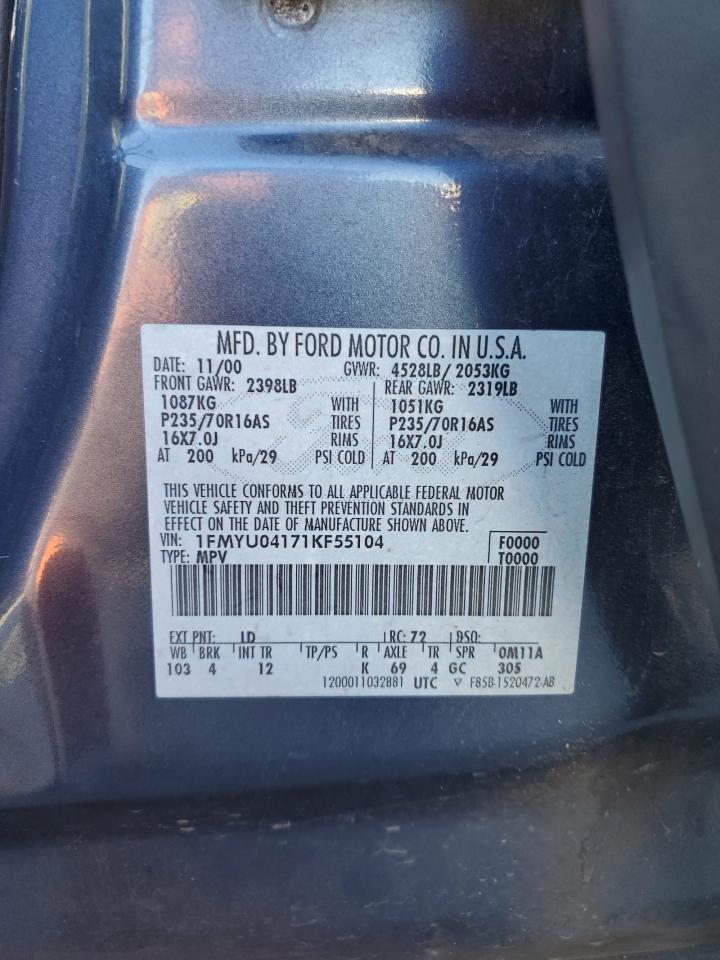 MFD. BY FORD MOTOR CO. IN U.S.A.
DATE: 11/00 GVWR: 4528LB/ 2053KG
FRONT GAWR: 2398LB REAR GAWR: 2319LB
1087KG WITH 1051KG WITH
P235/70R16AS TIRES P235/70R16AS TIRES
16X7.0J RIMS 16X7.0J RIMS
AT 200 kPa/29 PSI COLD AT 200 kPa/29 PSI COLD
THIS VEHICLE CONFORMS TO ALL APPLICABLE FEDERAL MOTOR
VEHICLE SAFETY AND THEFT PREVENTION STANDARDS IN
EFFECT ON THE DATE OF MANUFACTURE SHOWN ABOVE.
VIN: 1FMYU04171KF55104 F0000
TYPE: MPV T0000
EXT PNT: LD RC: 72 DSO:
WB BRK INT TR TP/PS R AXLE TR SPR 0M11A
103 4 12 K 69 4 GC 305
1200011032881 UTC ▽ F85B-1520472-AB